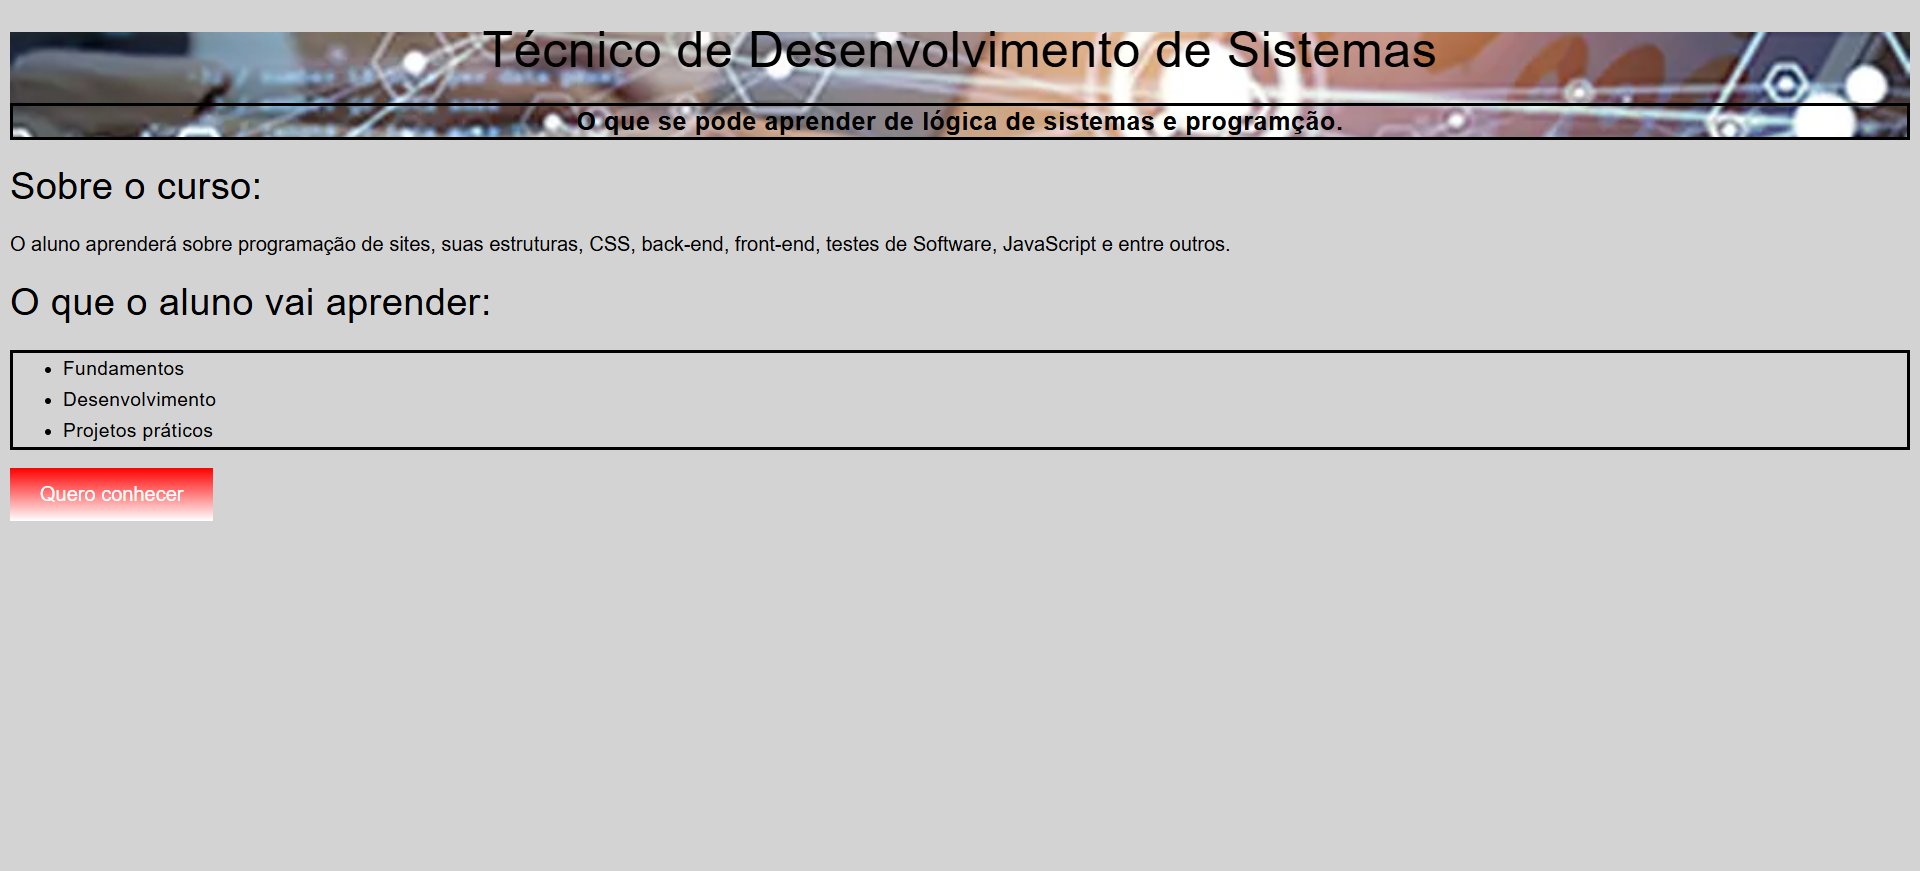 Técnico de Desenvolvimento de Sistemas
O que se pode aprender de lógica de sistemas e programção.
Sobre o curso:
O aluno aprenderá sobre programação de sites, suas estruturas, CSS, back-end, front-end, testes de Software, JavaScript e entre outros.
O que o aluno vai aprender:
• Fundamentos
• Desenvolvimento
• Projetos práticos
Quero conhecer